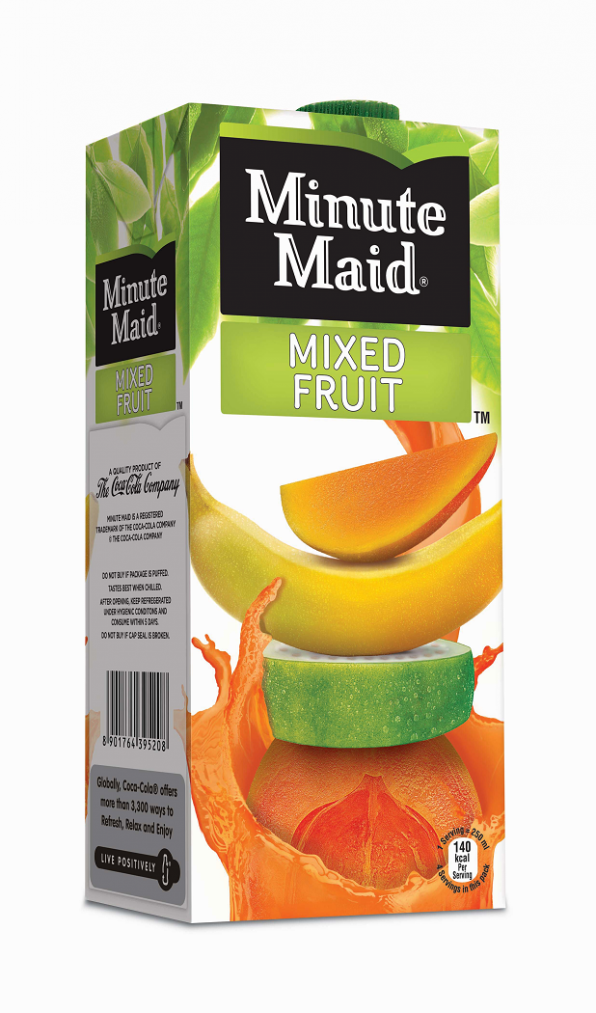 Minute
Maid®
MIXED
FRUIT
TM
1 Serving = 250 ml
140
kcal
Per
Serving
4 Servings in this pack
Minute
Maid®
MIXED
FRUIT
TM
A QUALITY PRODUCT OF
The Coca-Cola Company
MINUTE MAID IS A REGISTERED
TRADEMARK OF THE COCA-COLA COMPANY
© THE COCA-COLA COMPANY
DO NOT BUY IF PACKAGE IS PUFFED.
TASTES BEST WHEN CHILLED.
AFTER OPENING, KEEP REFREGERATED
UNDER HYGIENIC CONDITIONS AND
CONSUME WITHIN 5 DAYS.
DO NOT BUY IF CAP SEAL IS BROKEN.
8 901764 395208
Globally, Coca-Cola® offers
more than 3,300 ways to
Refresh, Relax and Enjoy
LIVE POSITIVELY